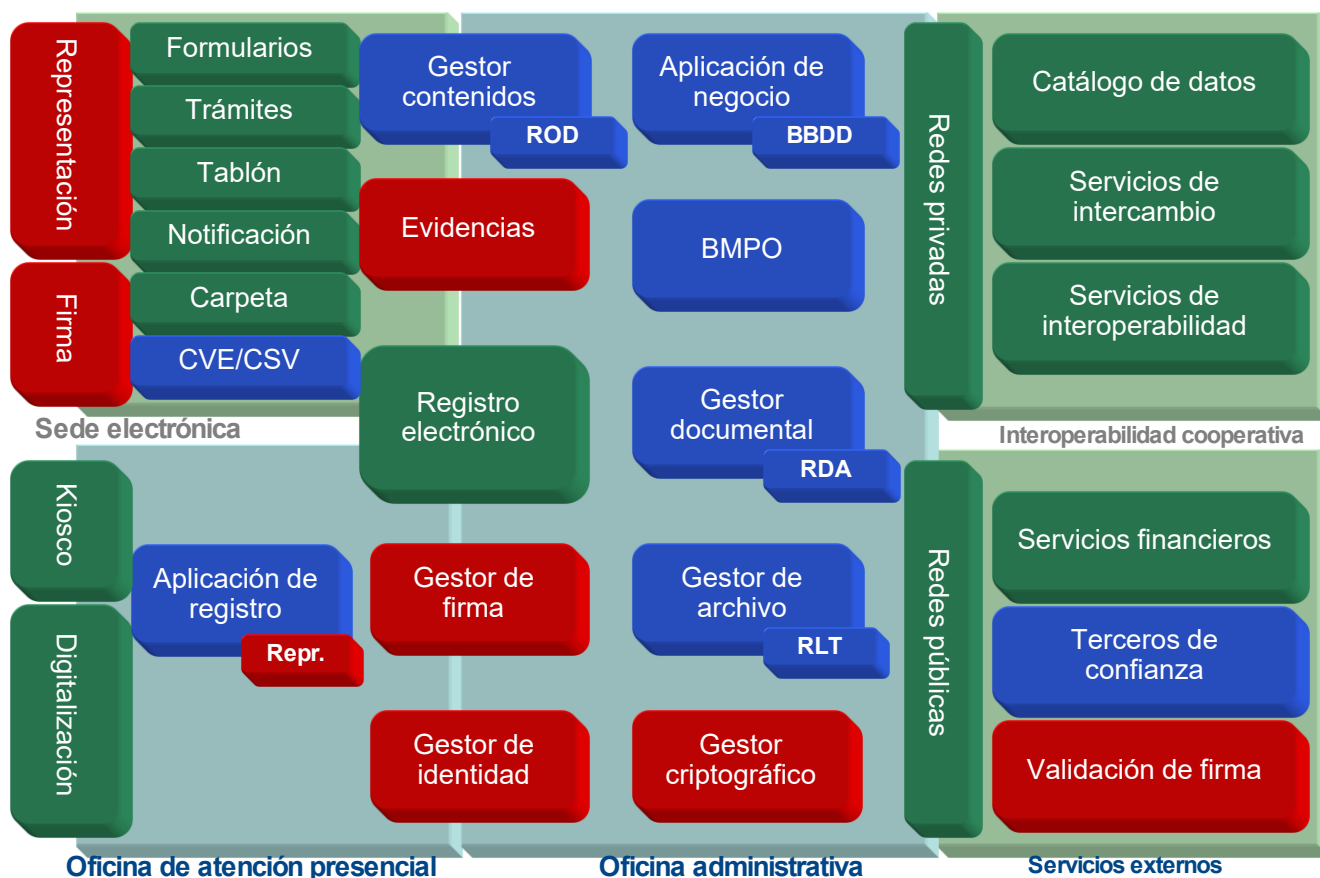 Representación
Firma
Formularios
Trámites
Tablón
Notificación
Carpeta
CVE/CSV
Sede electrónica
Gestor
contenidos
ROD
Evidencias
Registro
electrónico
Aplicación de
negocio
BBDD
BMPO
Gestor
documental
RDA
Redes privadas
Catálogo de datos
Servicios de
intercambio
Servicios de
interoperabilidad
Interoperabilidad cooperativa
Kiosco
Digitalización
Aplicación de
registro
Repr.
Gestor de
firma
Gestor de
identidad
Gestor de
archivo
RLT
Gestor
criptográfico
Redes públicas
Servicios financieros
Terceros de
confianza
Validación de firma
Oficina de atención presencial
Oficina administrativa
Servicios externos